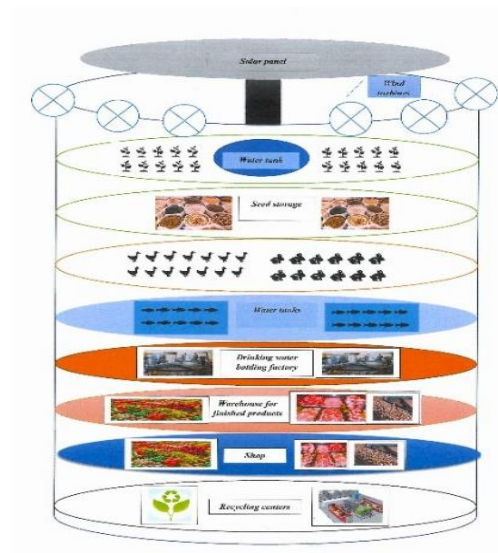 Solar panel
Wind
turbines
Water tank
Seed storage
Water tanks
Drinking water
bottling factory
Warehouse for
finished products
Shop
Recycling centers